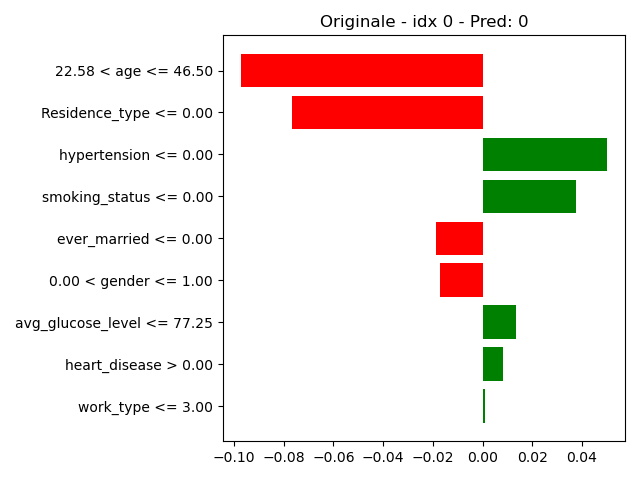 Originale - idx 0 - Pred: 0
22.58 < age <= 46.50
Residence_type <= 0.00
hypertension <= 0.00
smoking_status <= 0.00
ever_married <= 0.00
0.00 < gender <= 1.00
avg_glucose_level <= 77.25
heart_disease > 0.00
work_type <= 3.00
−0.10 −0.08 −0.06 −0.04 −0.02 0.00 0.02 0.04